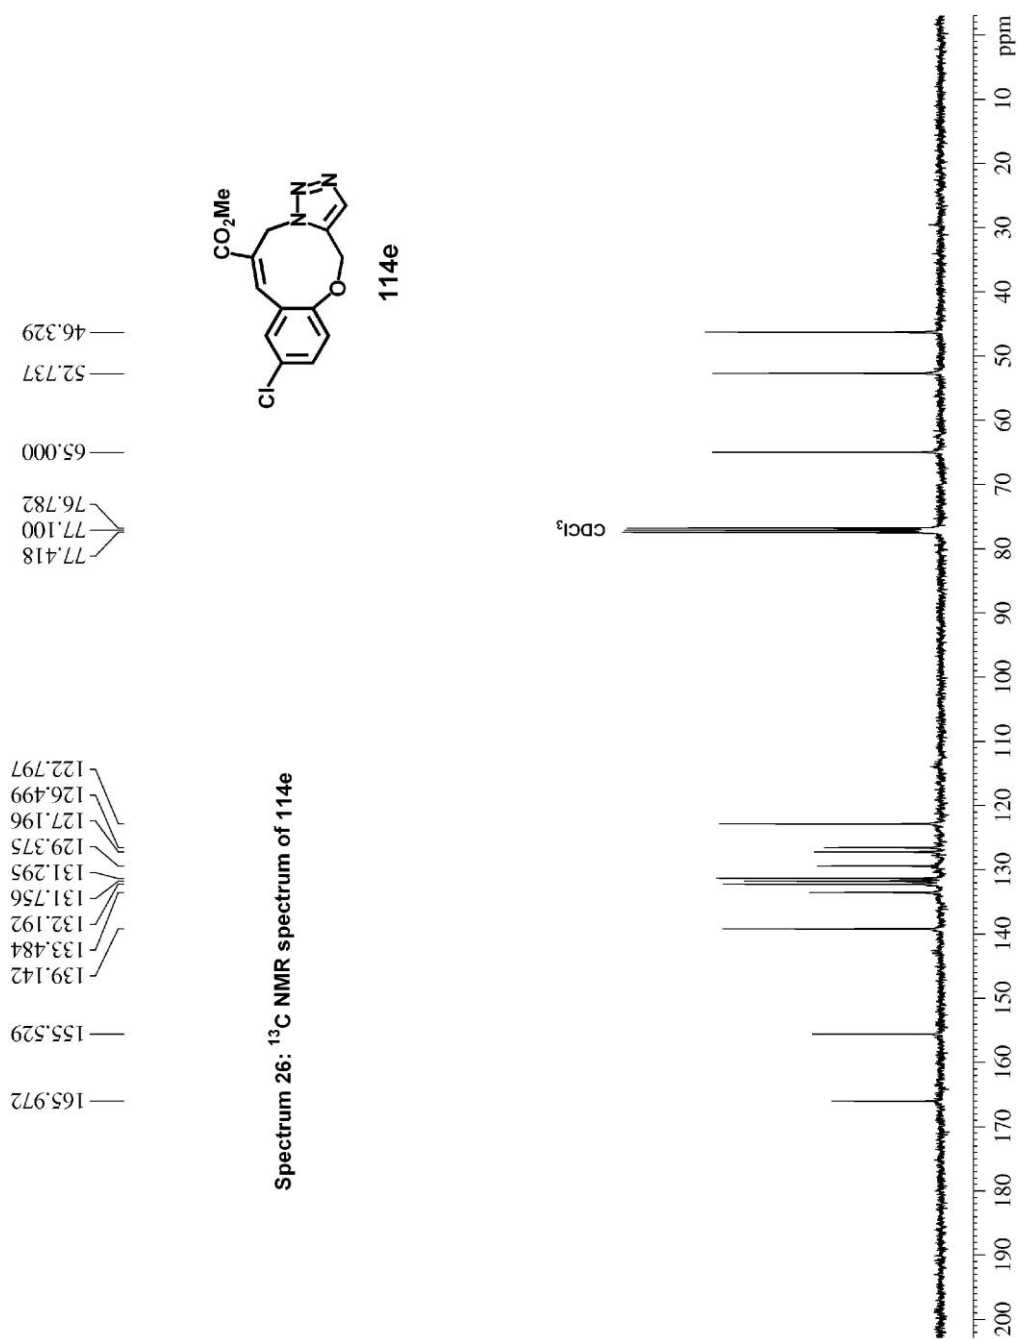 165.972
155.529
139.142
133.484
132.192
131.756
131.295
129.375
127.196
126.499
122.797
77.418
77.100
76.782
65.000
52.737
46.329
CO2Me
N
N
N
O
Cl
114e
Spectrum 26: ¹³C NMR spectrum of 114e
CDCl3
200 190 180 170 160 150 140 130 120 110 100 90 80 70 60 50 40 30 20 10 ppm